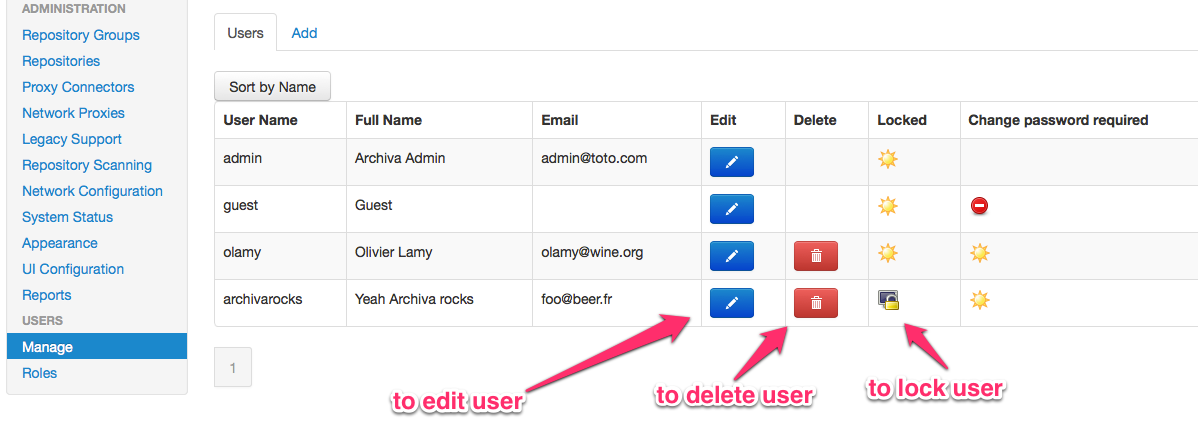 ADMINISTRATION
Repository Groups
Repositories
Proxy Connectors
Network Proxies
Legacy Support
Repository Scanning
Network Configuration
System Status
Appearance
UI Configuration
Reports
USERS
Manage
Roles
Users Add
Sort by Name
User Name Full Name Email Edit Delete Locked Change password required
admin Archiva Admin admin@toto.com
guest Guest
olamy Olivier Lamy olamy@wine.org
archivarocks Yeah Archiva rocks foo@beer.fr
1
to edit user
to delete user
to lock user